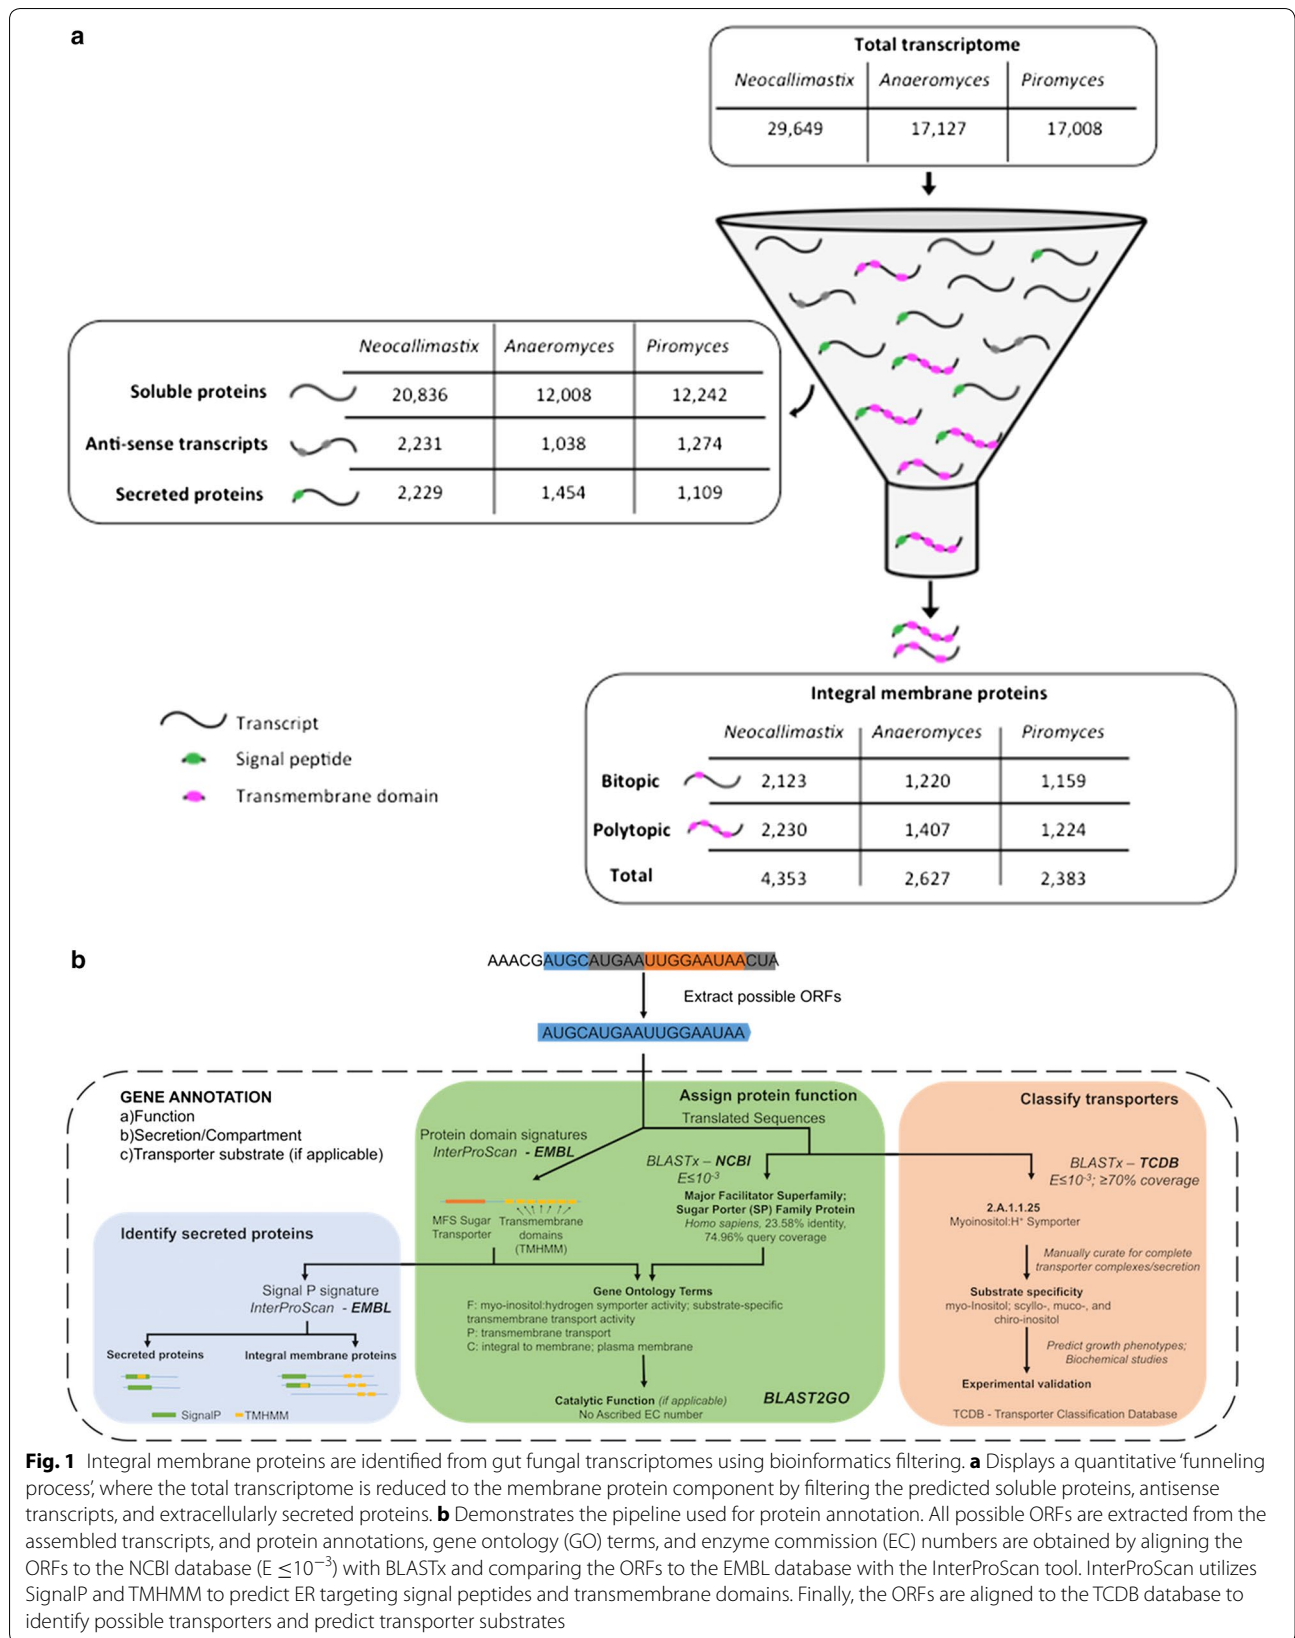 a
Total transcriptome
Neocallimastix Anaeromyces Piromyces
29,649 17,127 17,008
Neocallimastix Anaeromyces Piromyces
Soluble proteins 20,836 12,008 12,242
Anti-sense transcripts 2,231 1,038 1,274
Secreted proteins 2,229 1,454 1,109
Transcript
Signal peptide
Transmembrane domain
Integral membrane proteins
Neocallimastix Anaeromyces Piromyces
Bitopic 2,123 1,220 1,159
Polytopic 2,230 1,407 1,224
Total 4,353 2,627 2,383
b
AAACGAUGCAUGAAUUGGAAUAACUA
Extract possible ORFs
AUGCAUGAAUUGGAAUAA
GENE ANNOTATION
a)Function
b)Secretion/Compartment
c)Transporter substrate (if applicable)
Assign protein function
Translated Sequences
Protein domain signatures
InterProScan - EMBL
BLASTx – NCBI
E≤10⁻³
MFS Sugar
Transporter
Transmembrane
domains
(TMHMM)
Major Facilitator Superfamily;
Sugar Porter (SP) Family Protein
Homo sapiens, 23.58% identity,
74.96% query coverage
Gene Ontology Terms
F: myo-inositol:hydrogen symporter activity; substrate-specific
transmembrane transport activity
P: transmembrane transport
C: integral to membrane; plasma membrane
Catalytic Function (if applicable)
No Ascribed EC number
BLAST2GO
Identify secreted proteins
Signal P signature
InterProScan - EMBL
Secreted proteins
Integral membrane proteins
SignalP TMHMM
Classify transporters
BLASTx – TCDB
E≤10⁻³; ≥70% coverage
2.A.1.1.25
Myoinositol:H⁺ Symporter
Manually curate for complete
transporter complexes/secretion
Substrate specificity
myo-Inositol; scyllo-, muco-, and
chiro-inositol
Predict growth phenotypes;
Biochemical studies
Experimental validation
TCDB - Transporter Classification Database
Fig. 1 Integral membrane proteins are identified from gut fungal transcriptomes using bioinformatics filtering. a Displays a quantitative ‘funneling
process’, where the total transcriptome is reduced to the membrane protein component by filtering the predicted soluble proteins, antisense
transcripts, and extracellularly secreted proteins. b Demonstrates the pipeline used for protein annotation. All possible ORFs are extracted from the
assembled transcripts, and protein annotations, gene ontology (GO) terms, and enzyme commission (EC) numbers are obtained by aligning the
ORFs to the NCBI database (E ≤10⁻³) with BLASTx and comparing the ORFs to the EMBL database with the InterProScan tool. InterProScan utilizes
SignalP and TMHMM to predict ER targeting signal peptides and transmembrane domains. Finally, the ORFs are aligned to the TCDB database to
identify possible transporters and predict transporter substrates